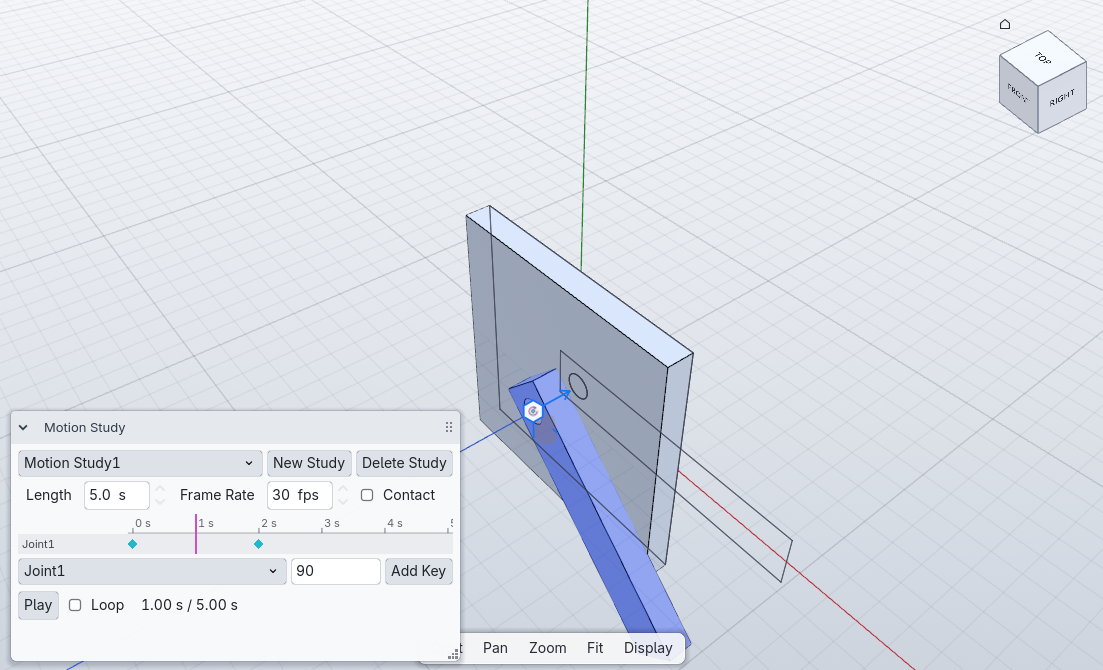 TOP
FRONT
RIGHT
Motion Study
Motion Study1
New Study
Delete Study
Length
5.0 s
Frame Rate
30 fps
Contact
0 s
1 s
2 s
3 s
4 s
Joint1
Joint1
90
Add Key
Play
Loop
1.00 s / 5.00 s
Pan
Zoom
Fit
Display